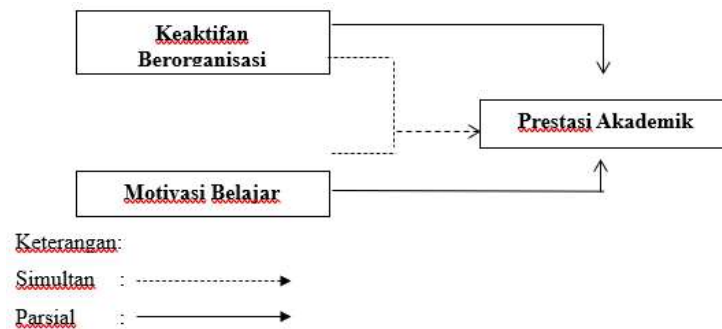 Keaktifan
Berorganisasi
Prestasi Akademik
Motivasi Belajar
Keterangan:
Simultan :
Parsial :